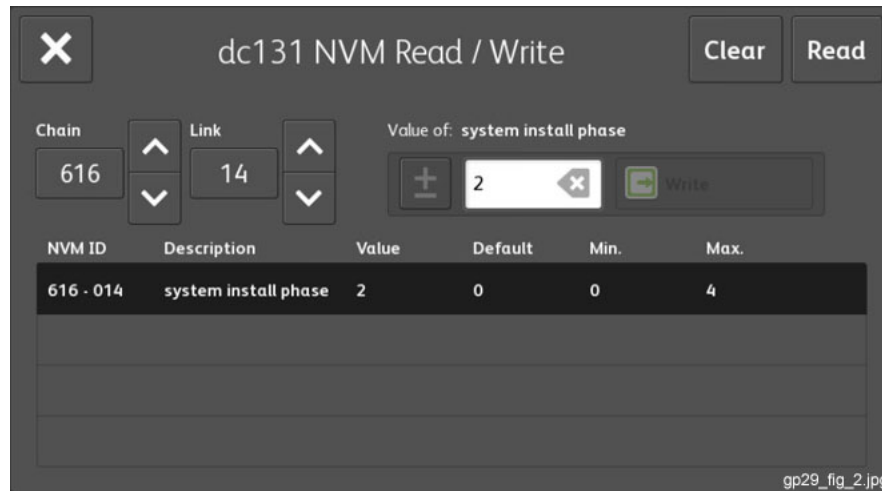 dc131 NVM Read / Write
Clear
Read
Chain
Link
Value of: system install phase
616
14
±
2
Write
NVM ID Description Value Default Min. Max.
616 - 014 system install phase 2 0 0 4
gp29_fig_2.jpg